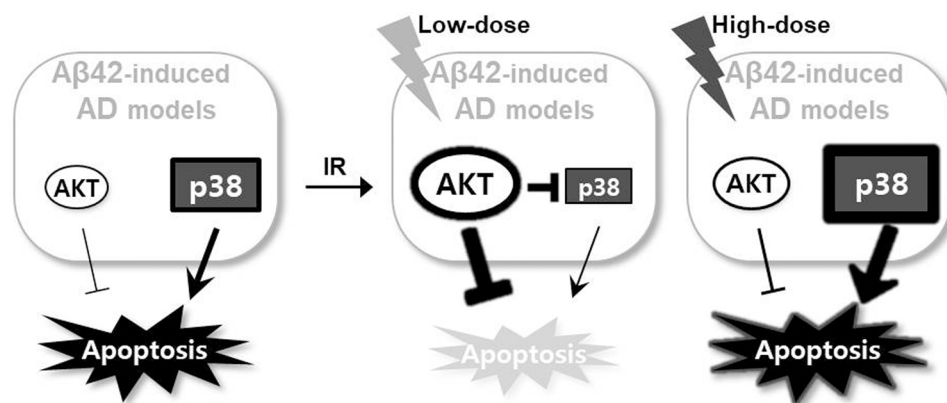 Low-dose
High-dose
Aβ42-induced
AD models
AKT
p38
Apoptosis
IR
Aβ42-induced
AD models
AKT
p38
Apoptosis
Aβ42-induced
AD models
AKT
p38
Apoptosis